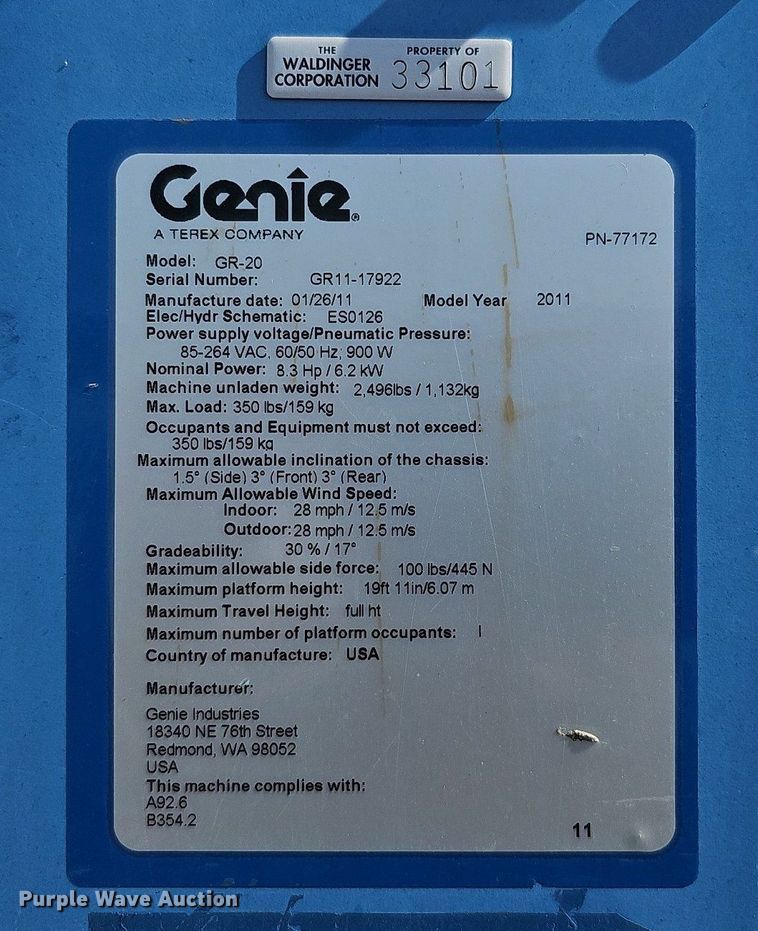 THE
WALDINGER
CORPORATION
PROPERTY OF
33101
Genie®
A TEREX COMPANY
PN-77172
Model: GR-20
Serial Number: GR11-17922
Manufacture date: 01/26/11 Model Year 2011
Elec/Hydr Schematic: ES0126
Power supply voltage/Pneumatic Pressure:
85-264 VAC, 60/50 Hz, 900 W
Nominal Power: 8.3 Hp / 6.2 kW
Machine unladen weight: 2,496lbs / 1,132kg
Max. Load: 350 lbs/159 kg
Occupants and Equipment must not exceed:
350 lbs/159 kg
Maximum allowable inclination of the chassis:
1.5° (Side) 3° (Front) 3° (Rear)
Maximum Allowable Wind Speed:
Indoor: 28 mph / 12.5 m/s
Outdoor: 28 mph / 12.5 m/s
Gradeability: 30 % / 17°
Maximum allowable side force: 100 lbs/445 N
Maximum platform height: 19ft 11in/6.07 m
Maximum Travel Height: full ht
Maximum number of platform occupants: 1
Country of manufacture: USA
Manufacturer:
Genie Industries
18340 NE 76th Street
Redmond, WA 98052
USA
This machine complies with:
A92.6
B354.2
11
Purple Wave Auction